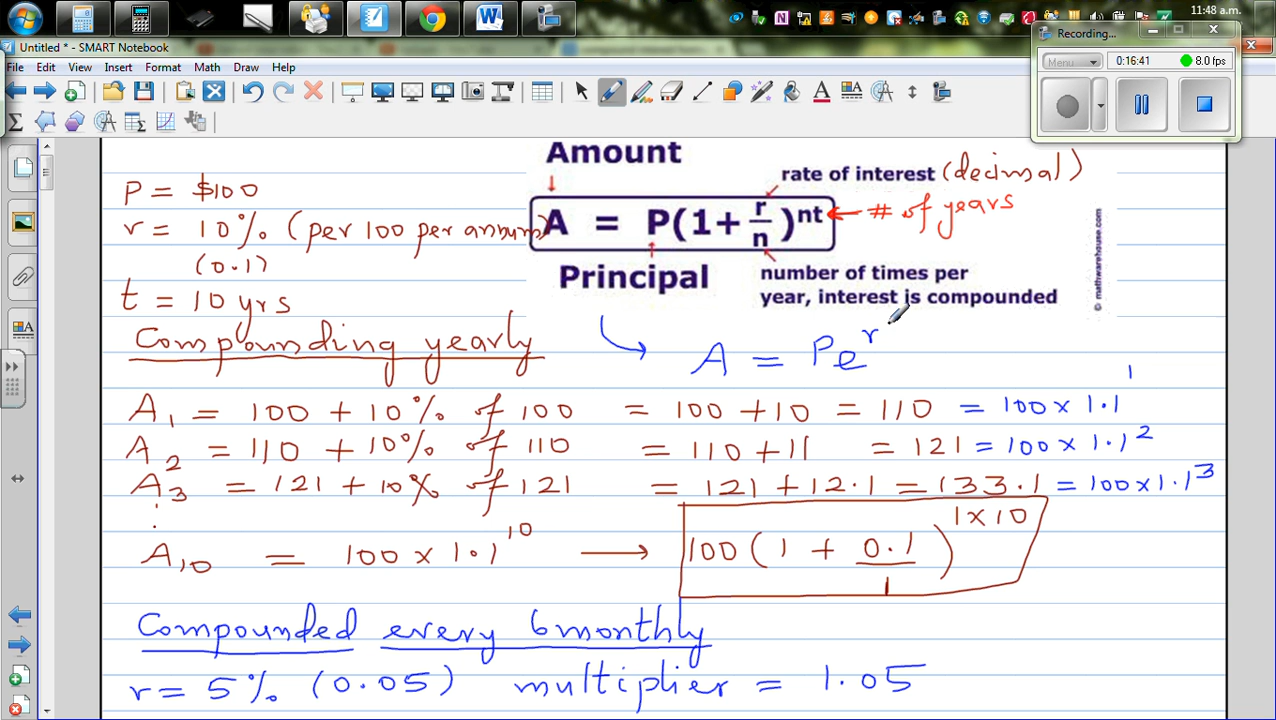 11:48 a.m.
Untitled * - SMART Notebook
Recording...
File Edit View Insert Format Math Draw Help
Menu 0:16:41 8.0 fps
Amount
rate of interest (decimal)
P = $100
A = P(1+ r/n )^nt ← # of years
r = 10% (per 100 per annum)
(0.1)
Principal
number of times per
year, interest is compounded
© mathwarehouse.com
t = 10 yrs
Compounding yearly
A = Pe^r
A₁ = 100 + 10% of 100 = 100 + 10 = 110 = 100 x 1.1^1
A₂ = 110 + 10% of 110 = 110 + 11 = 121 = 100 x 1.1^2
A₃ = 121 + 10% of 121 = 121 + 12.1 = 133.1 = 100 x 1.1^3
⋮
A₁₀ = 100 x 1.1^10 → 100 ( 1 + 0.1/1 )^1x10
Compounded every 6monthly
r = 5% (0.05) multiplier = 1.05